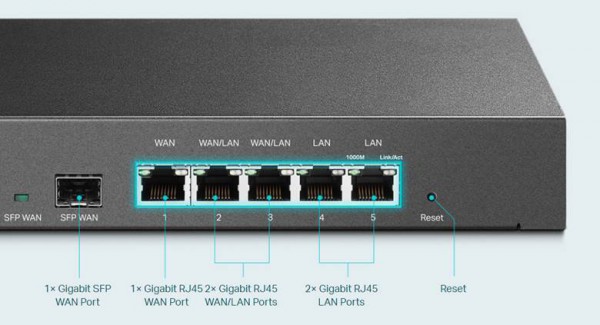 WAN WAN/LAN WAN/LAN LAN LAN
1000M Link/Act
SFP WAN SFP WAN 1 2 3 4 5 Reset
1× Gigabit SFP WAN Port
1× Gigabit RJ45 WAN Port
2× Gigabit RJ45 WAN/LAN Ports
2× Gigabit RJ45 LAN Ports
Reset